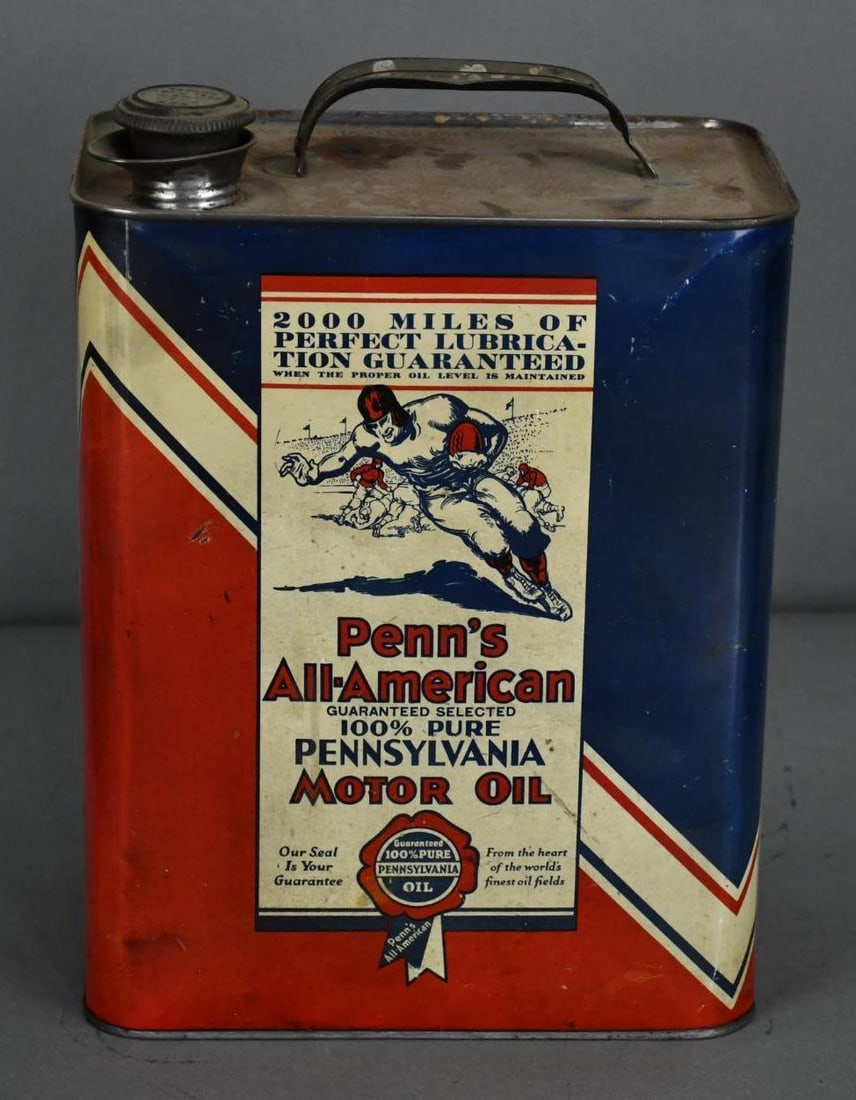 2000 MILES OF
PERFECT LUBRICA-
TION GUARANTEED
WHEN THE PROPER OIL LEVEL IS MAINTAINED
Penn's
All-American
GUARANTEED SELECTED
100% PURE
PENNSYLVANIA
MOTOR OIL
Our Seal
Is Your
Guarantee
Guaranteed
100% PURE
PENNSYLVANIA
OIL
From the heart
of the world's
finest oil fields
Penn's
All-American